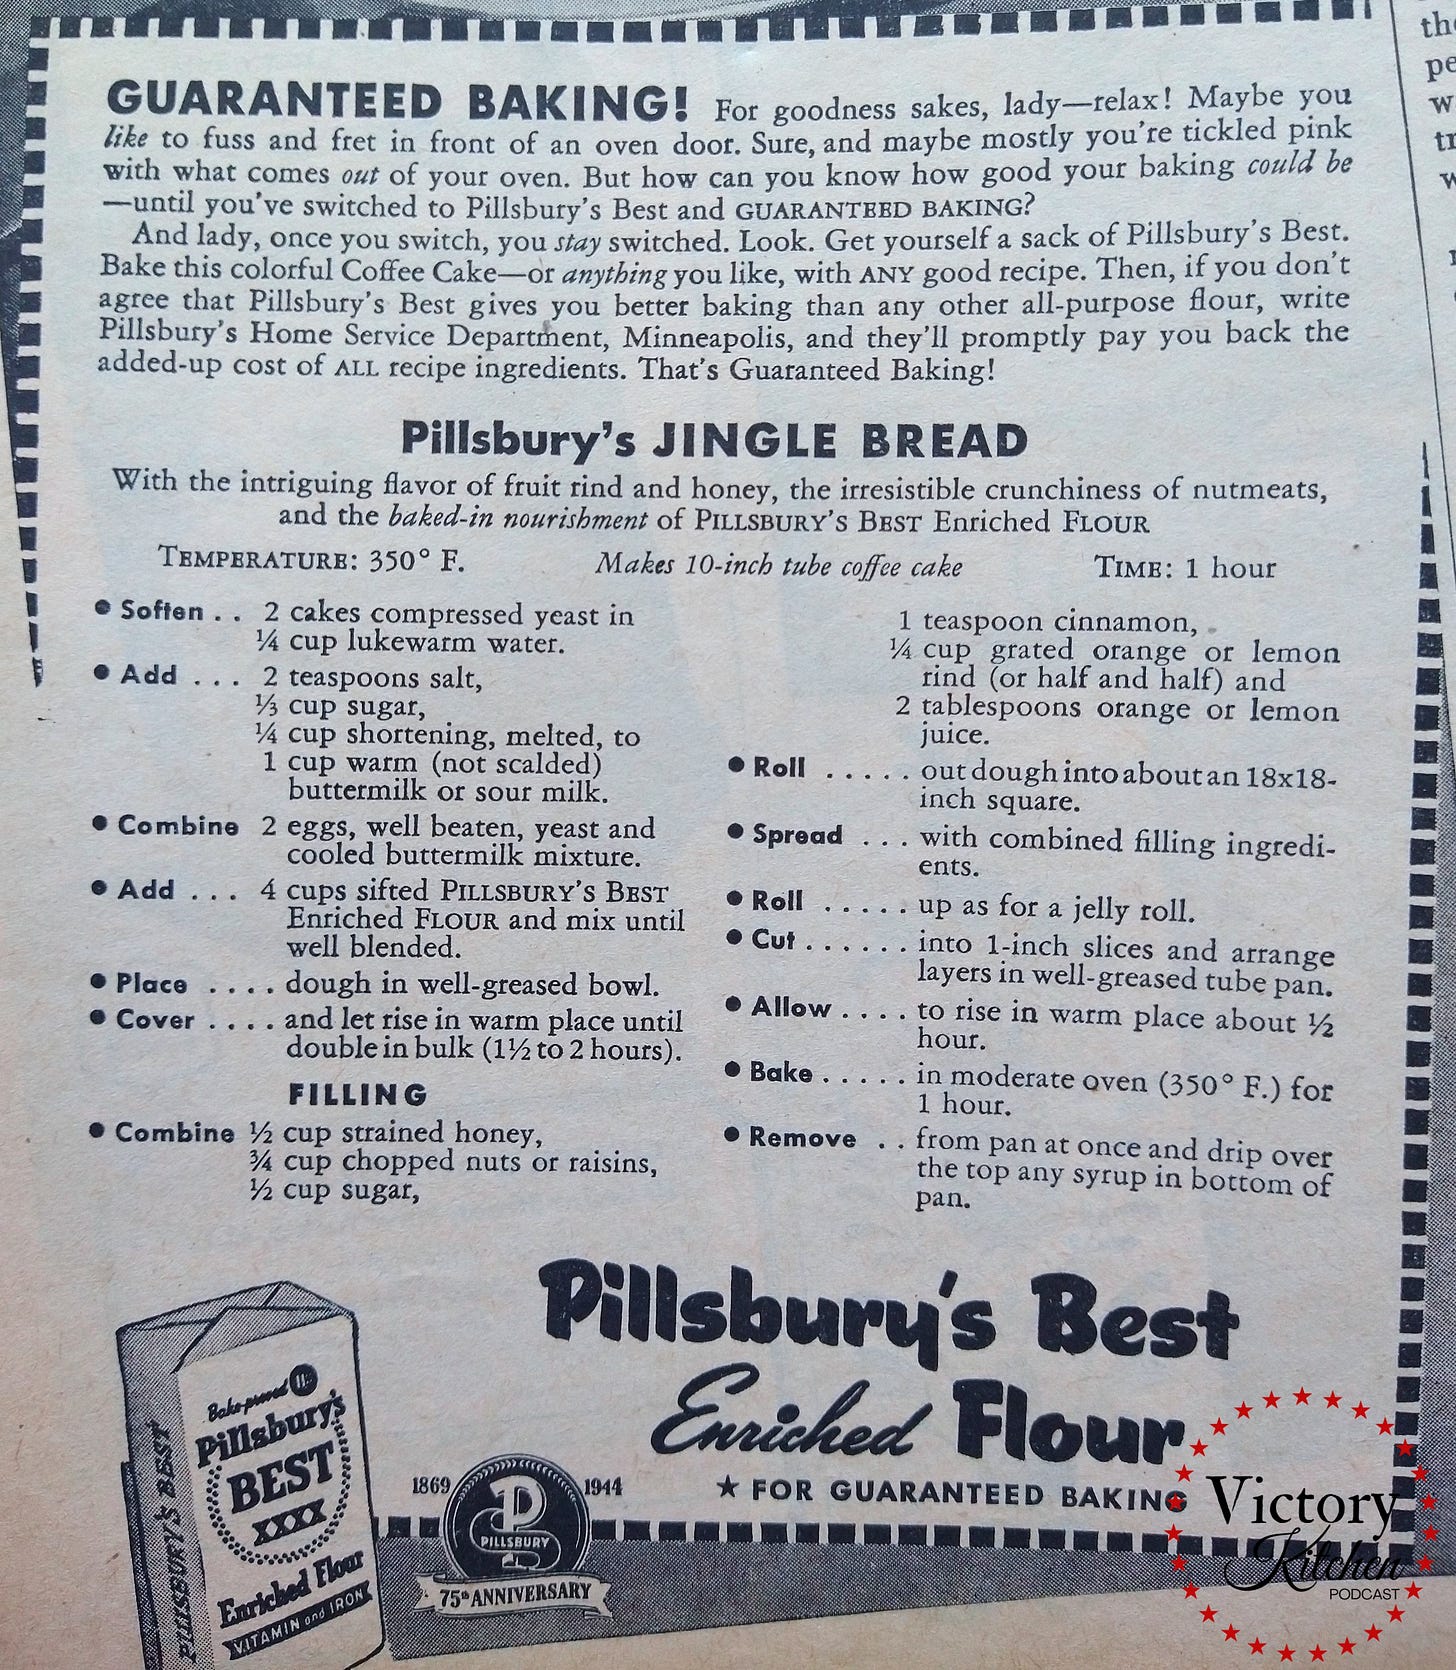 GUARANTEED BAKING! For goodness sakes, lady—relax! Maybe you
like to fuss and fret in front of an oven door. Sure, and maybe mostly you're tickled pink
with what comes out of your oven. But how can you know how good your baking could be
—until you've switched to Pillsbury's Best and GUARANTEED BAKING?
And lady, once you switch, you stay switched. Look. Get yourself a sack of Pillsbury's Best.
Bake this colorful Coffee Cake—or anything you like, with ANY good recipe. Then, if you don't
agree that Pillsbury's Best gives you better baking than any other all-purpose flour, write
Pillsbury's Home Service Department, Minneapolis, and they'll promptly pay you back the
added-up cost of ALL recipe ingredients. That's Guaranteed Baking!
Pillsbury's JINGLE BREAD
With the intriguing flavor of fruit rind and honey, the irresistible crunchiness of nutmeats,
and the baked-in nourishment of PILLSBURY'S BEST Enriched FLOUR
TEMPERATURE: 350° F. Makes 10-inch tube coffee cake TIME: 1 hour
• Soften . . 2 cakes compressed yeast in
¼ cup lukewarm water.
• Add . . . 2 teaspoons salt,
⅓ cup sugar,
¼ cup shortening, melted, to
1 cup warm (not scalded)
buttermilk or sour milk.
• Combine 2 eggs, well beaten, yeast and
cooled buttermilk mixture.
• Add . . . 4 cups sifted PILLSBURY'S BEST
Enriched FLOUR and mix until
well blended.
• Place . . . . dough in well-greased bowl.
• Cover . . . . and let rise in warm place until
double in bulk (1½ to 2 hours).
FILLING
• Combine ½ cup strained honey,
¾ cup chopped nuts or raisins,
½ cup sugar,
1 teaspoon cinnamon,
¼ cup grated orange or lemon
rind (or half and half) and
2 tablespoons orange or lemon
juice.
• Roll . . . . . out dough into about an 18x18-
inch square.
• Spread . . . with combined filling ingredi-
ents.
• Roll . . . . . up as for a jelly roll.
• Cut . . . . . . into 1-inch slices and arrange
layers in well-greased tube pan.
• Allow . . . . to rise in warm place about ½
hour.
• Bake . . . . . in moderate oven (350° F.) for
1 hour.
• Remove . . from pan at once and drip over
the top any syrup in bottom of
pan.
Pillsbury's Best
Enriched Flour
★ FOR GUARANTEED BAKING
Bake-proved
Pillsbury's
BEST
XXXX
Enriched Flour
VITAMIN and IRON
PILLSBURY'S BEST
1869 1944
P
PILLSBURY
75th ANNIVERSARY
Victory
Kitchen
PODCAST